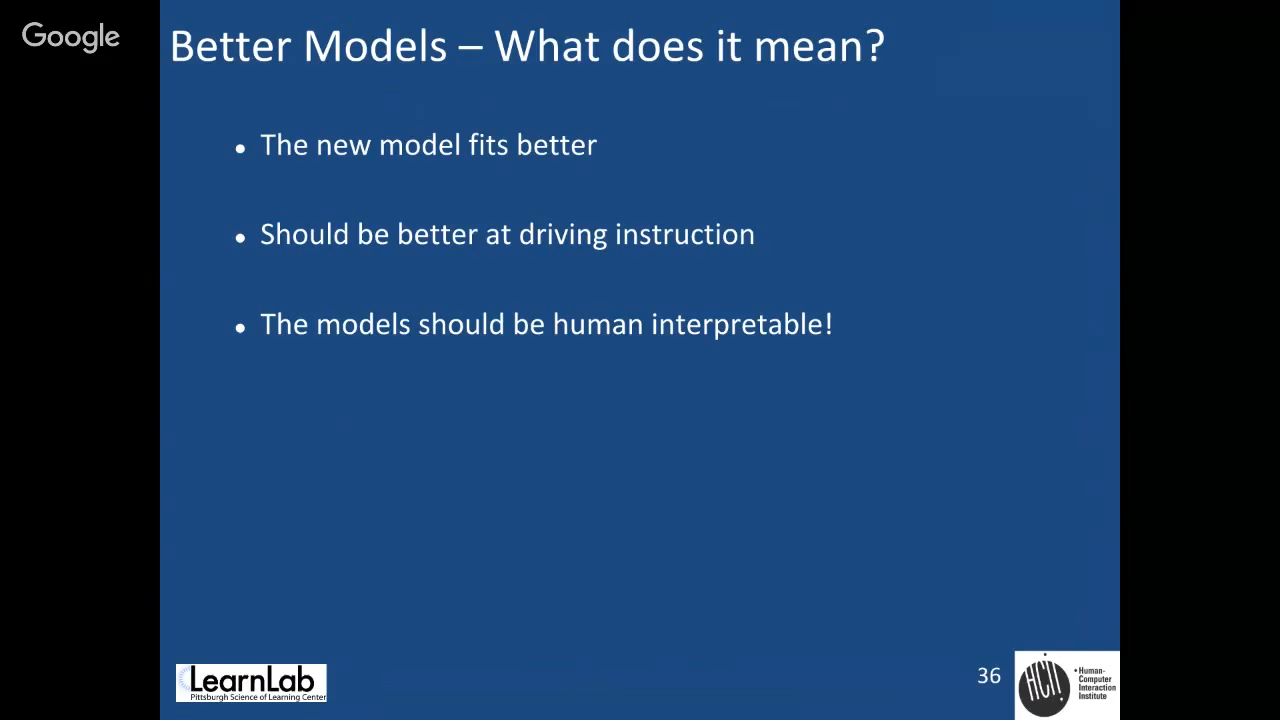 Google
Better Models – What does it mean?
• The new model fits better
• Should be better at driving instruction
• The models should be human interpretable!
LearnLab
Pittsburgh Science of Learning Center
36
HCII
• Human-
Computer
Interaction
Institute